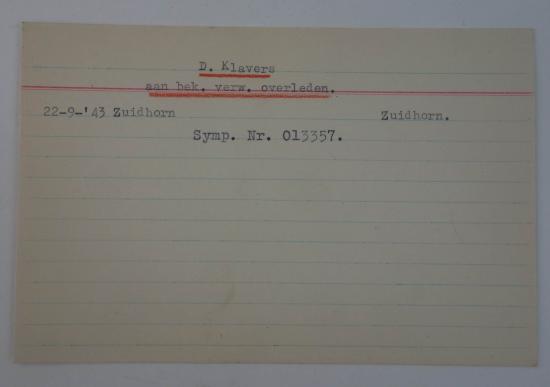 D. Klavers
aan bek. verw. overleden.
22-9-'43 Zuidhorn Zuidhorn.
Symp. Nr. 013357.